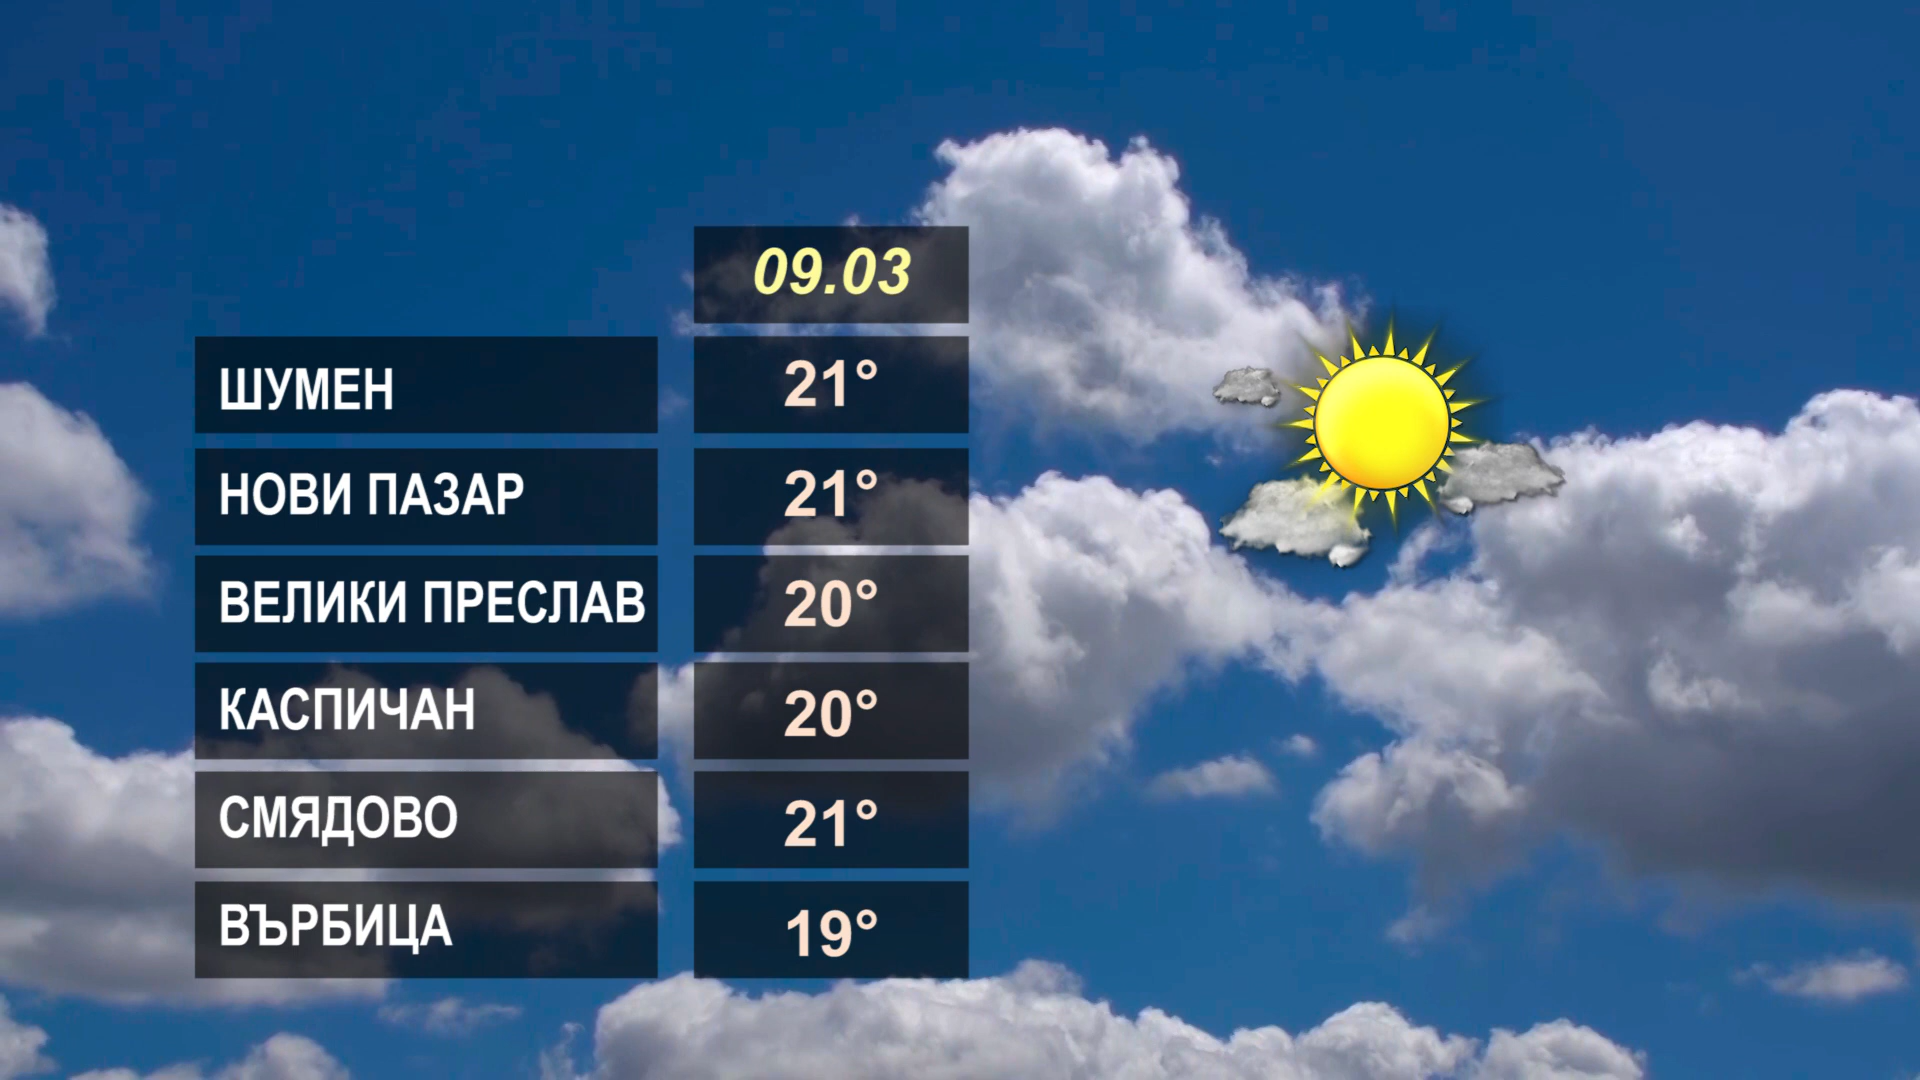 09.03
ШУМЕН 21°
НОВИ ПАЗАР 21°
ВЕЛИКИ ПРЕСЛАВ 20°
КАСПИЧАН 20°
СМЯДОВО 21°
ВЪРБИЦА 19°